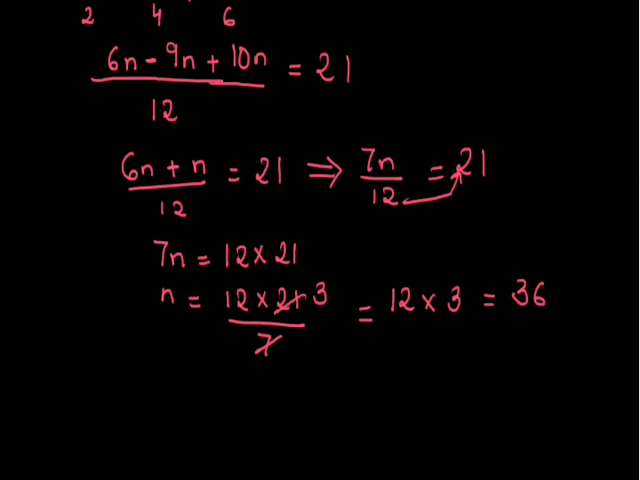 2 4 6
6n - 9n + 10n = 21
12
6n + n = 21 ⇒ 7n = 21
12 12
7n = 12 × 21
n = 12 × 21 3 = 12 × 3 = 36
7